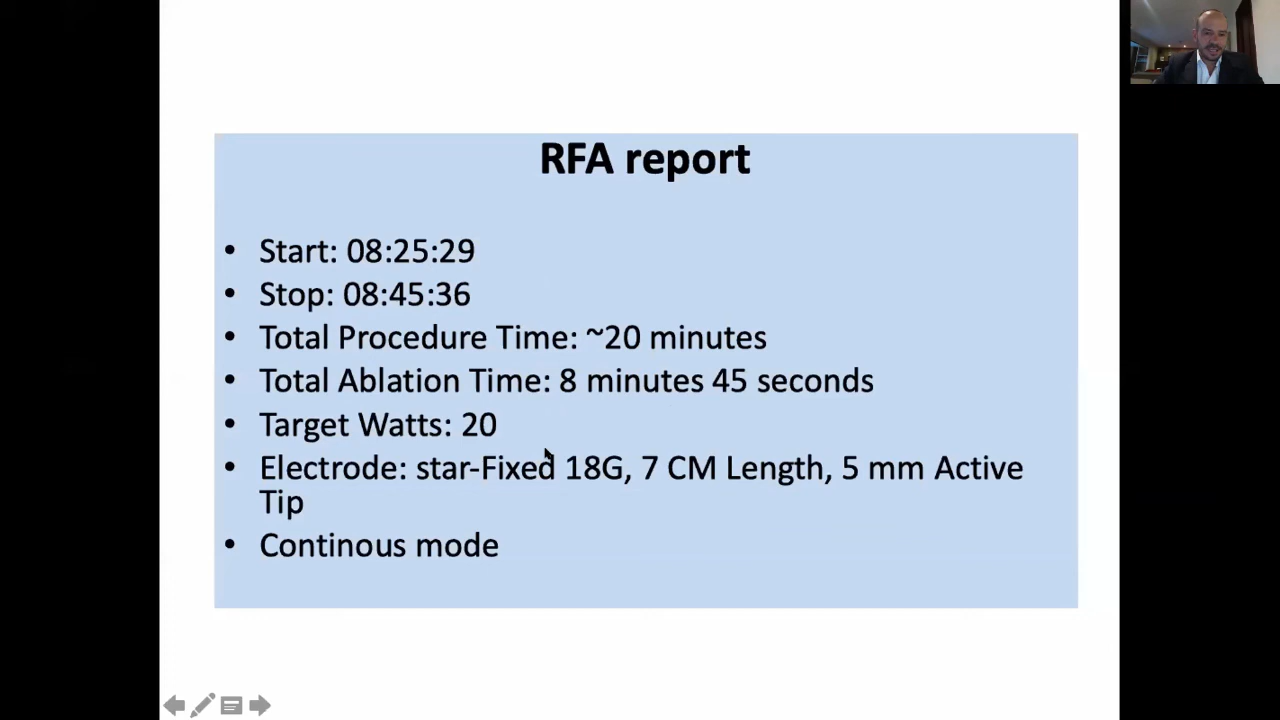 RFA report
• Start: 08:25:29
• Stop: 08:45:36
• Total Procedure Time: ~20 minutes
• Total Ablation Time: 8 minutes 45 seconds
• Target Watts: 20
• Electrode: star-Fixed 18G, 7 CM Length, 5 mm Active
Tip
• Continous mode